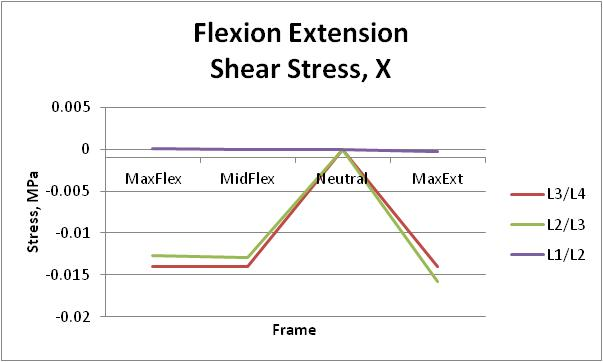 Flexion Extension
Shear Stress, X
0.005
0
-0.005
-0.01
-0.015
-0.02
Stress, MPa
MaxFlex MidFlex Neutral MaxExt
Frame
L3/L4
L2/L3
L1/L2